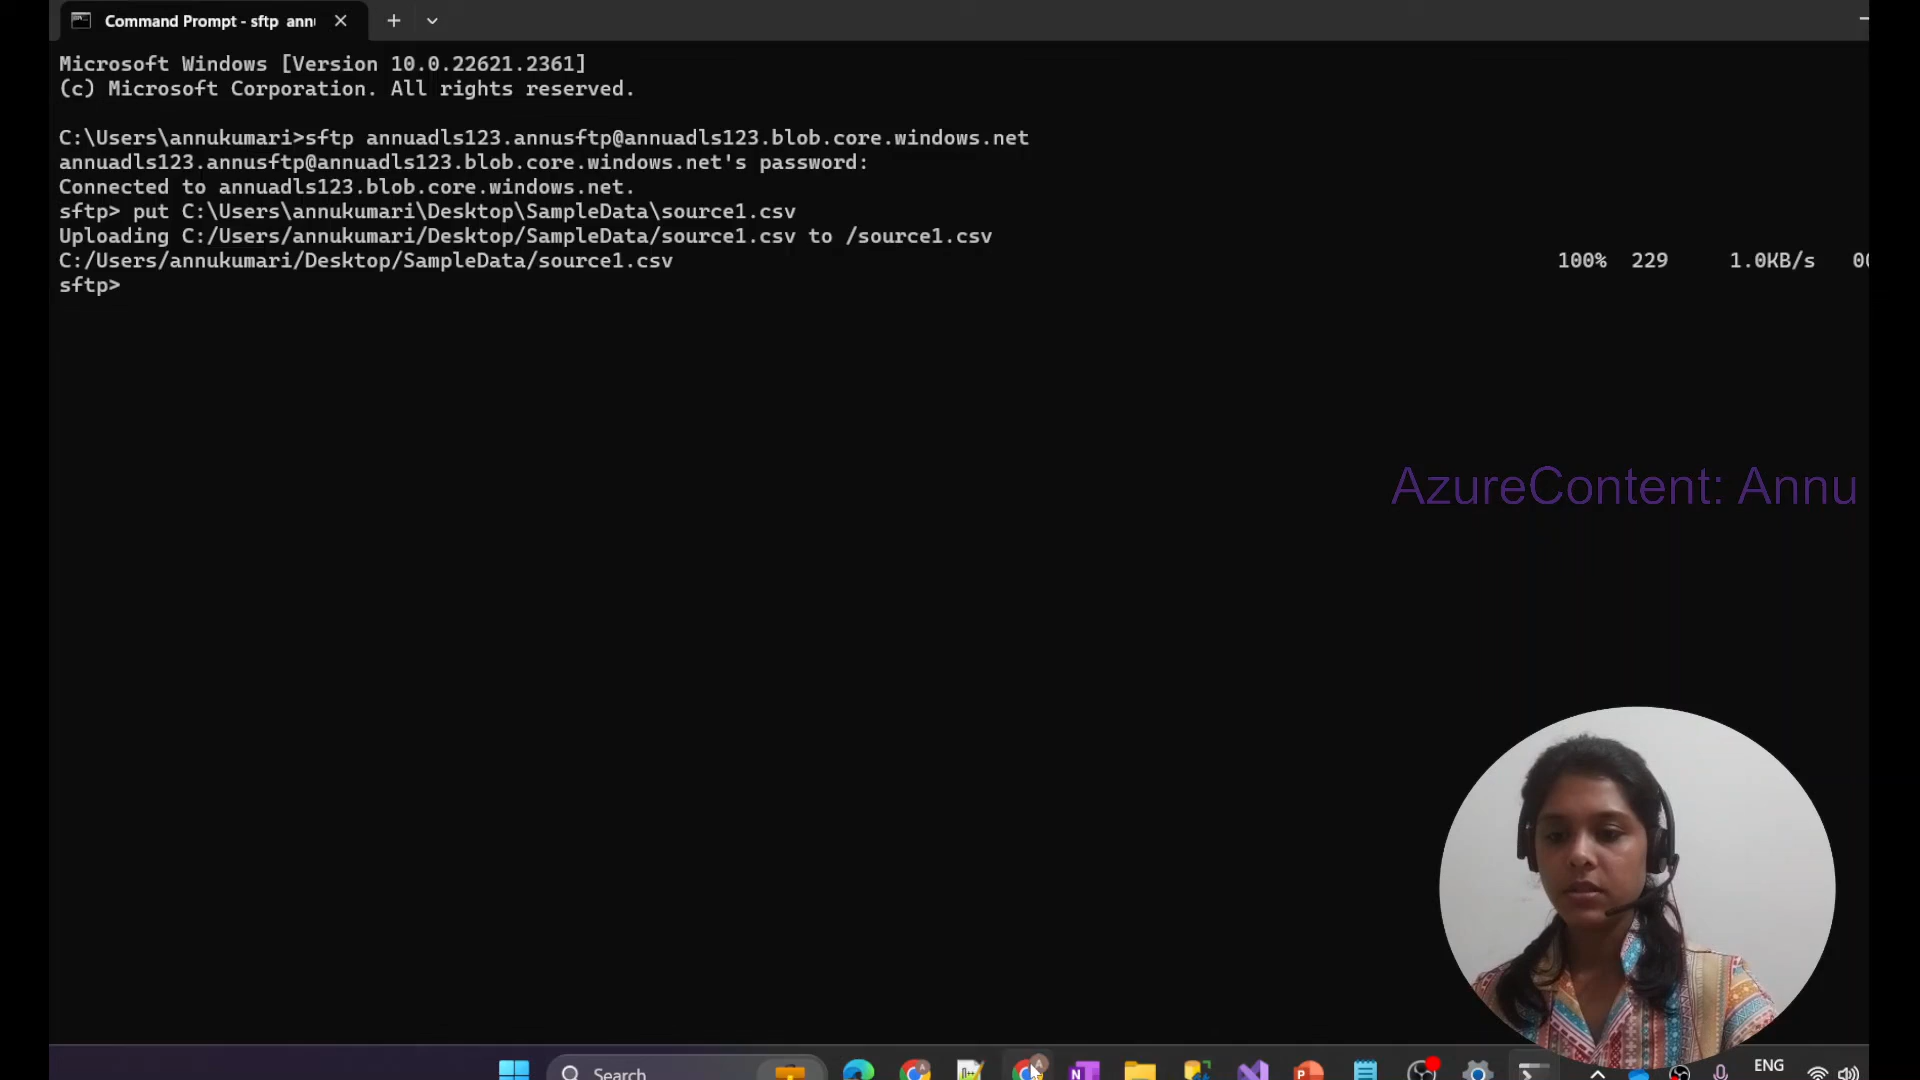 Command Prompt - sftp annu
Microsoft Windows [Version 10.0.22621.2361]
(c) Microsoft Corporation. All rights reserved.
C:\Users\annukumari>sftp annuadls123.annusftp@annuadls123.blob.core.windows.net
annuadls123.annusftp@annuadls123.blob.core.windows.net's password:
Connected to annuadls123.blob.core.windows.net.
sftp> put C:\Users\annukumari\Desktop\SampleData\source1.csv
Uploading C:/Users/annukumari/Desktop/SampleData/source1.csv to /source1.csv
C:/Users/annukumari/Desktop/SampleData/source1.csv 100% 229 1.0KB/s
sftp>
AzureContent: Annu
Search
ENG